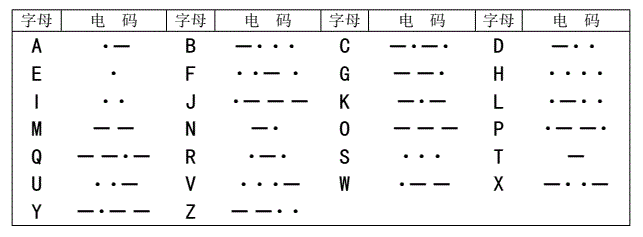 字母 电 码 字母 电 码 字母 电 码 字母 电 码
A ·— B —··· C —·—· D —··
E · F ··—· G ——· H ····
I ·· J ·——— K —·— L ·—··
M —— N —· O ——— P ·——·
Q ——·— R ·—· S ··· T —
U ··— V ···— W ·—— X —··—
Y —·—— Z ——··